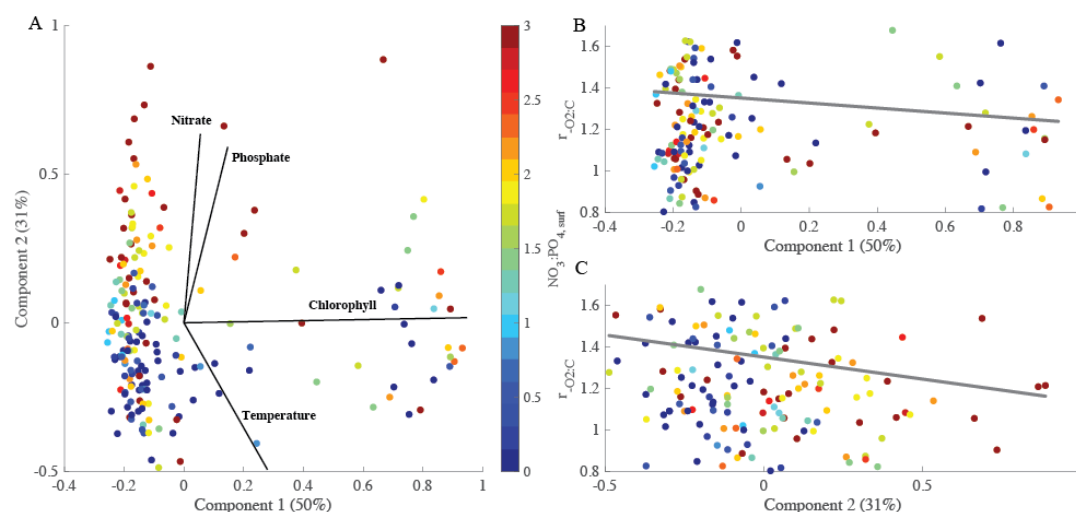 A
1
0.5
0
-0.5
Component 2 (31%)
Nitrate
Phosphate
Chlorophyll
Temperature
-0.4
-0.2
0
0.2
0.4
0.6
0.8
1
Component 1 (50%)
3
2.5
2
1.5
1
0.5
0
NO3:PO4, surf
B
1.6
1.4
1.2
1
0.8
r-O2:C
-0.4
-0.2
0
0.2
0.4
0.6
0.8
Component 1 (50%)
C
1.6
1.4
1.2
1.0
0.8
r-O2:C
-0.5
0
0.5
Component 2 (31%)